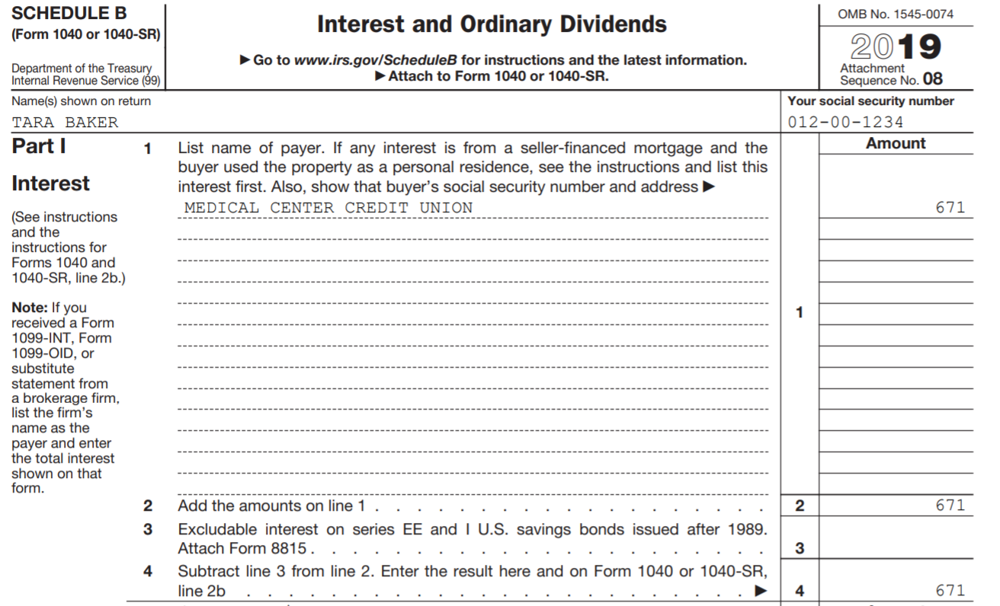 SCHEDULE B
(Form 1040 or 1040-SR)
Department of the Treasury
Internal Revenue Service (99)
Interest and Ordinary Dividends
▶ Go to www.irs.gov/ScheduleB for instructions and the latest information.
▶ Attach to Form 1040 or 1040-SR.
OMB No. 1545-0074
2019
Attachment
Sequence No. 08
Name(s) shown on return
TARA BAKER
Your social security number
012-00-1234
Part I
Interest
(See instructions
and the
instructions for
Forms 1040 and
1040-SR, line 2b.)
Note: If you
received a Form
1099-INT, Form
1099-OID, or
substitute
statement from
a brokerage firm,
list the firm's
name as the
payer and enter
the total interest
shown on that
form.
1 List name of payer. If any interest is from a seller-financed mortgage and the
buyer used the property as a personal residence, see the instructions and list this
interest first. Also, show that buyer's social security number and address ▶
Amount
MEDICAL CENTER CREDIT UNION 671
1
2 Add the amounts on line 1 . . . . . . . . . . . . . . . . . . . 2 671
3 Excludable interest on series EE and I U.S. savings bonds issued after 1989.
Attach Form 8815 . . . . . . . . . . . . . . . . . . . . . . 3
4 Subtract line 3 from line 2. Enter the result here and on Form 1040 or 1040-SR,
line 2b . . . . . . . . . . . . . . . . . . . . . . . . ▶ 4 671